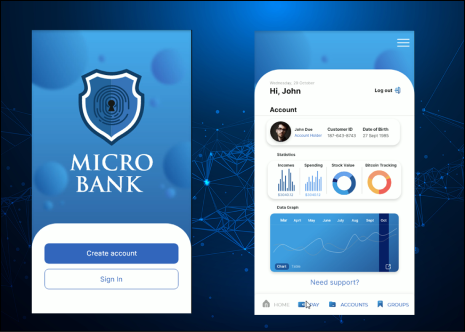 MICRO
BANK
Create account
Sign In
Wednesday, 28 October
Hi, John
Log out
Account
John Doe
Account Holder
Customer ID
187-643-8743
Date of Birth
27 Sept 1985
Statistics
Incomes
Spending
Stock Value
Bitcoin Tracking
Data Graph
Mar April May June July Aug Sept Oct
Chart
Need support?
HOME
PAY
ACCOUNTS
GROUPS